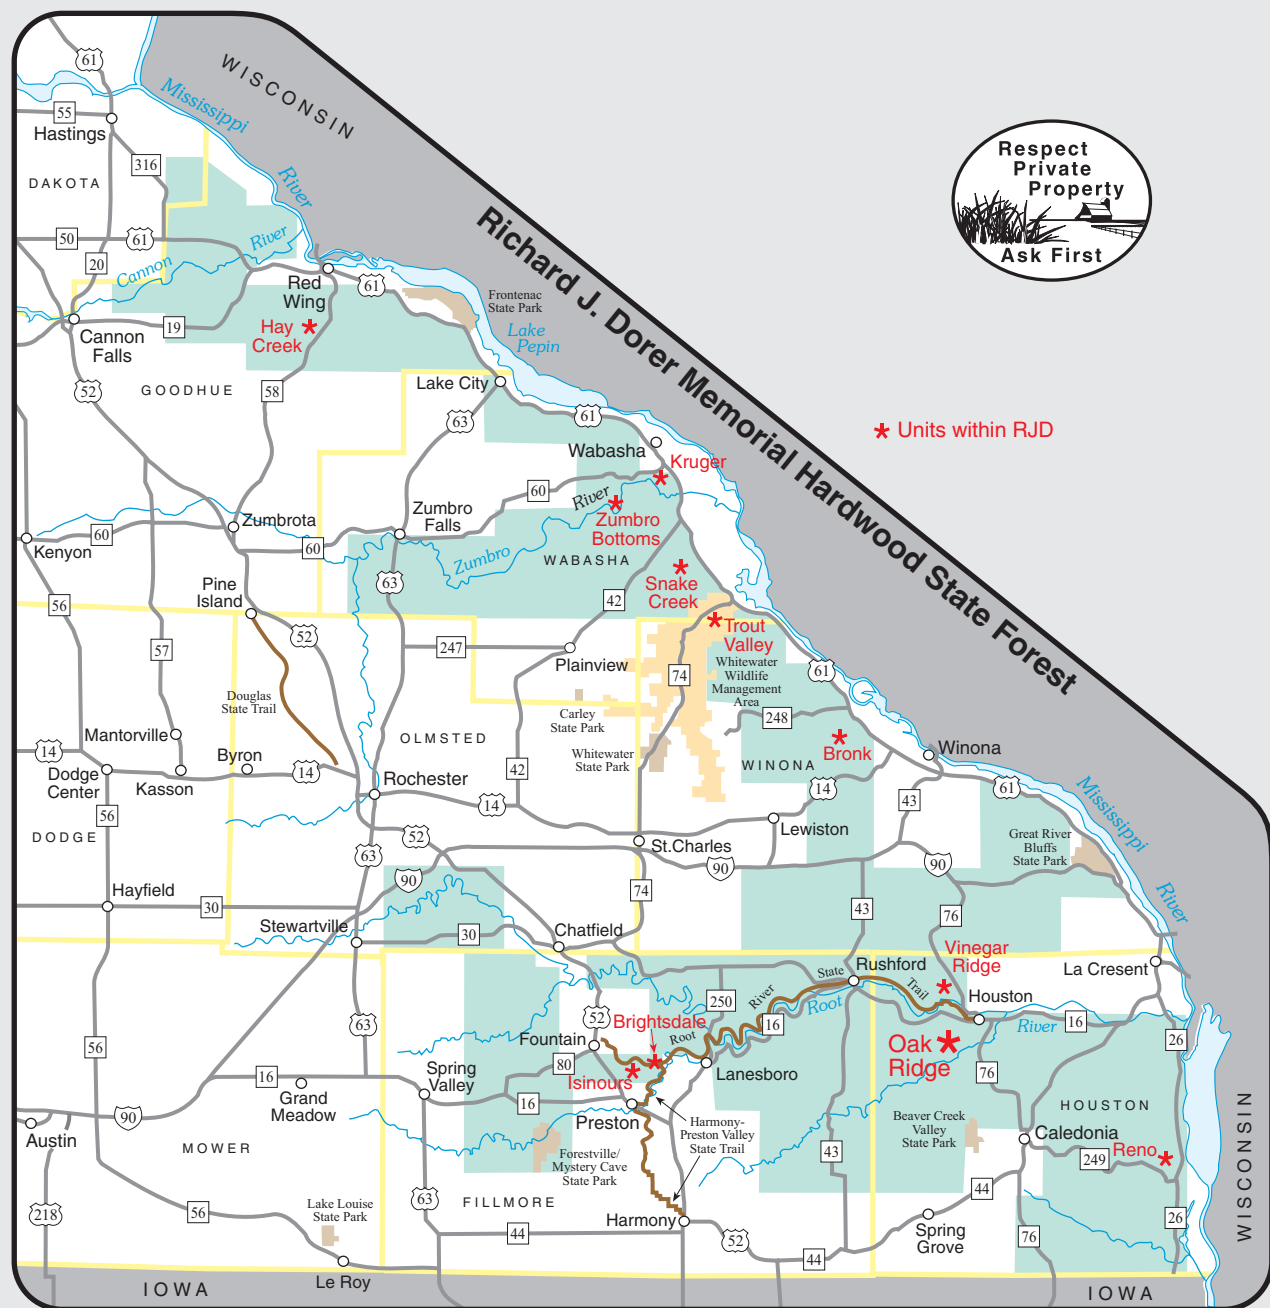 61
WISCONSIN
Mississippi
River
55
Hastings
316
DAKOTA
Respect
Private
Property
Ask First
Richard J. Dorer Memorial Hardwood State Forest
50
61
River
Cannon
20
Red
Wing
61
Frontenac
State Park
Lake
Pepin
19
Hay
Creek
Cannon
Falls
52
GOODHUE
58
Lake City
63
61
* Units within RJD
Wabasha
Kruger
60
River
Zumbro
Bottoms
Zumbro
Falls
Zumbrota
60
Kenyon
60
Zumbro
WABASHA
Snake
Creek
Pine
Island
63
42
56
52
Trout
Valley
57
247
Plainview
74
Whitewater
Wildlife
Management
Area
61
Douglas
State Trail
Carley
State Park
248
Mantorville
OLMSTED
Whitewater
State Park
Bronk
Winona
14
Byron
WINONA
Dodge
Center
Kasson
14
Rochester
42
14
14
61
Mississippi
43
56
DODGE
52
Lewiston
Great River
Bluffs
State Park
63
St.Charles
90
90
90
Hayfield
30
74
43
76
River
Stewartville
30
Chatfield
Vinegar
Ridge
La Cresent
State
Rushford
Trail
Houston
250
River
Root
52
Brightsdale
16
River
16
63
Fountain
Root
Oak
Ridge
26
56
80
Isinours
Lanesboro
Spring
Valley
76
16
Grand
Meadow
16
HOUSTON
90
Preston
Harmony-
Preston Valley
State Trail
Beaver Creek
Valley
State Park
Caledonia
Austin
MOWER
Forestville/
Mystery Cave
State Park
43
249
Reno
WISCONSIN
218
56
Lake Louise
State Park
63
FILLMORE
44
26
Harmony
44
52
Spring
Grove
76
44
Le Roy
IOWA
IOWA